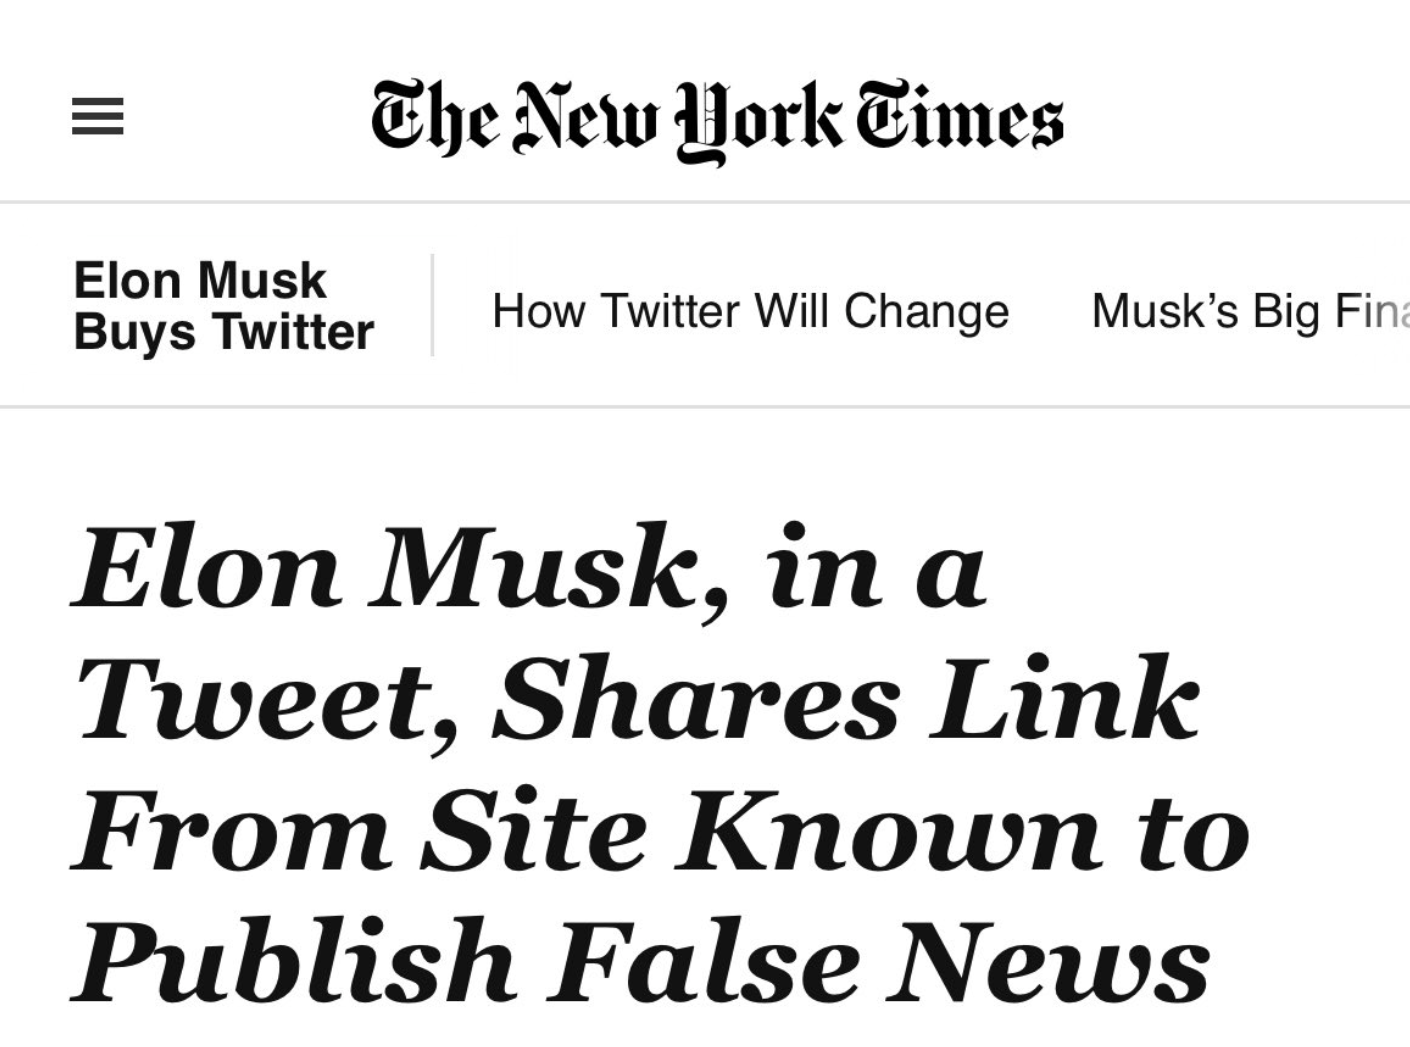 The New York Times
Elon Musk
Buys Twitter
How Twitter Will Change
Musk’s Big
Elon Musk, in a
Tweet, Shares Link
From Site Known to
Publish False News